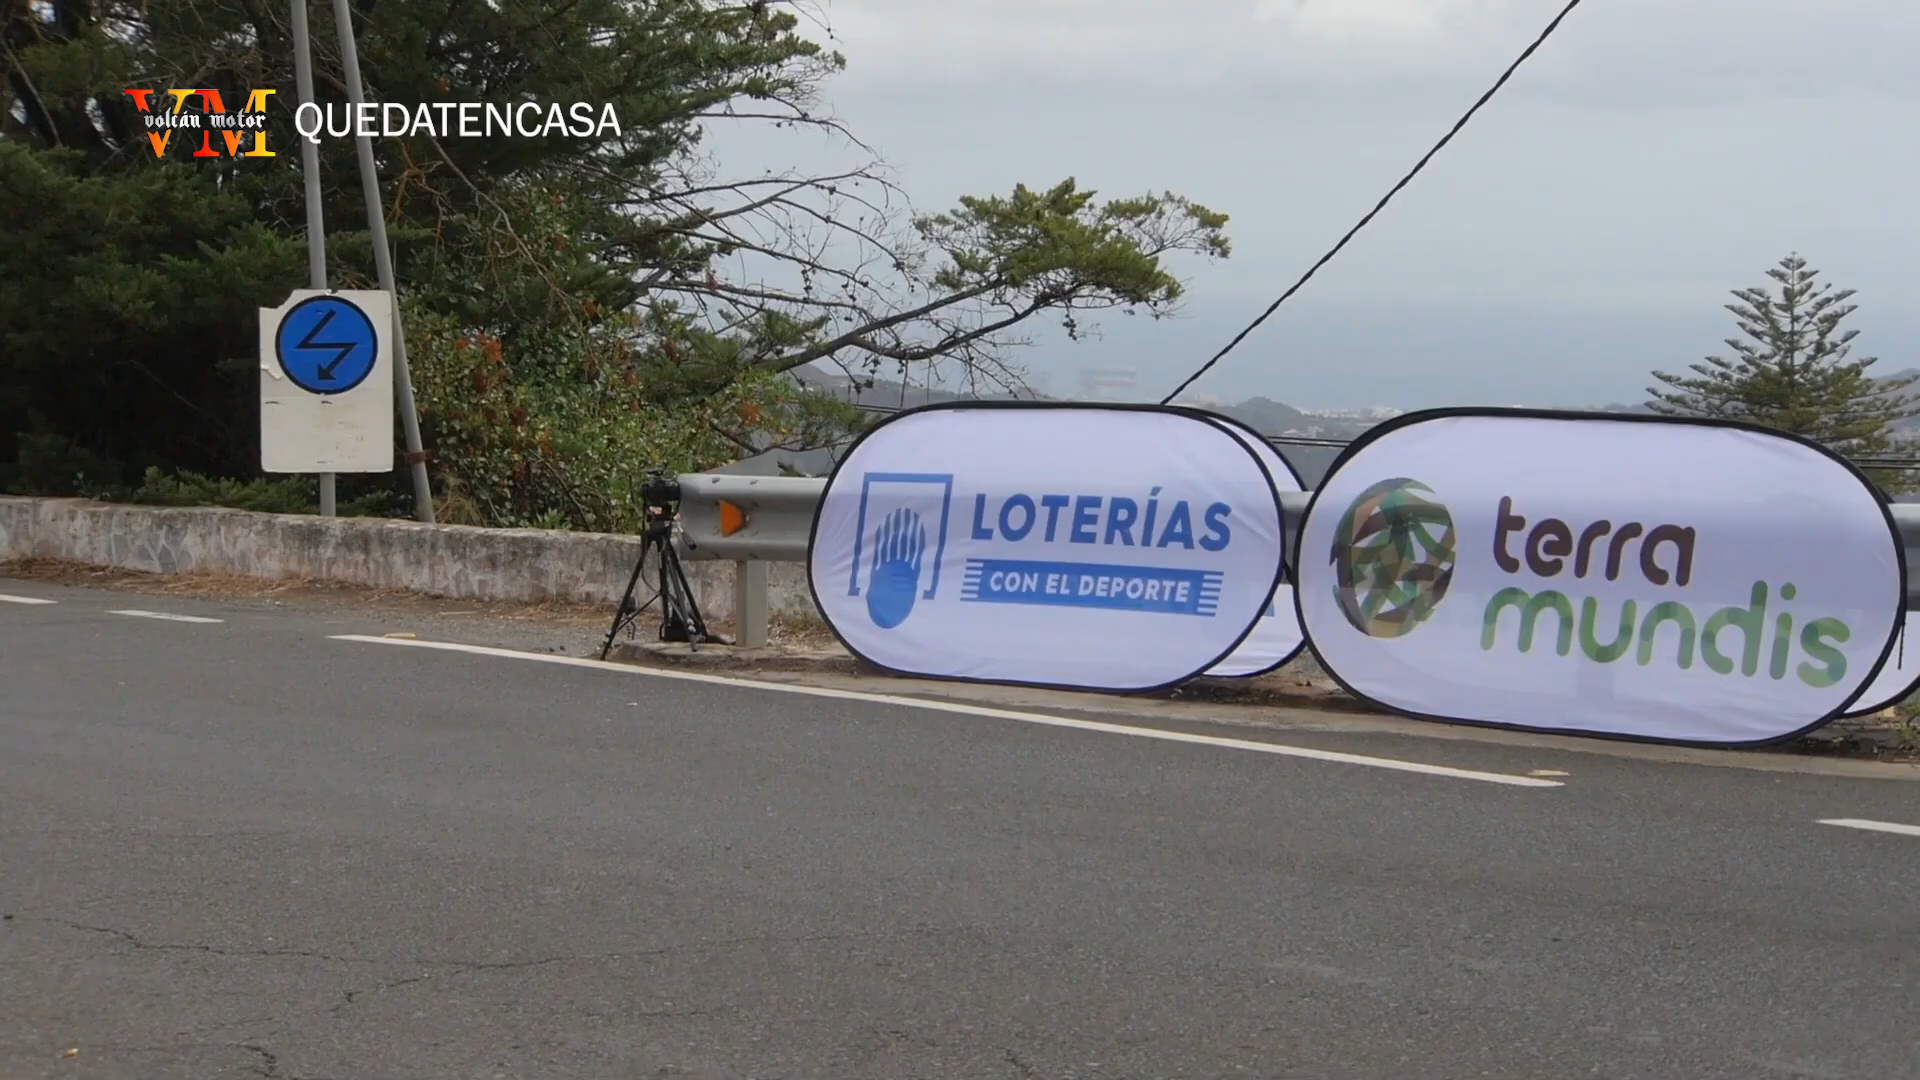 VM
volcán motor
QUEDATENCASA
LOTERÍAS
CON EL DEPORTE
terra
mundis